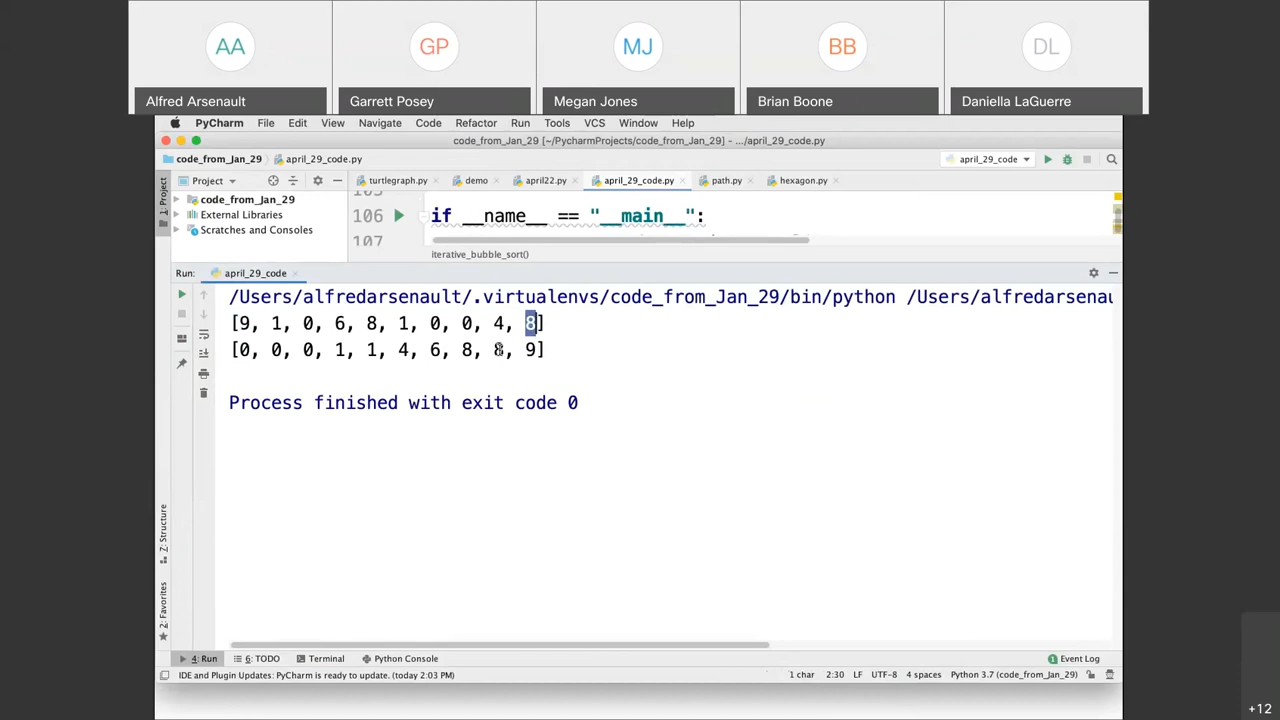 AA GP MJ BB DL
Alfred Arsenault Garrett Posey Megan Jones Brian Boone Daniella LaGuerre
PyCharm File Edit View Navigate Code Refactor Run Tools VCS Window Help
code_from_Jan_29 [~/PycharmProjects/code_from_Jan_29] - .../april_29_code.py
code_from_Jan_29 april_29_code.py april_29_code
1: Project Project turtlegraph.py demo april22.py april_29_code.py path.py hexagon.py
code_from_Jan_29
External Libraries
Scratches and Consoles
106 if __name__ == "__main__":
107
iterative_bubble_sort()
Run: april_29_code
/Users/alfredarsenault/.virtualenvs/code_from_Jan_29/bin/python /Users/alfredarsenau
[9, 1, 0, 6, 8, 1, 0, 0, 4, 8]
[0, 0, 0, 1, 1, 4, 6, 8, 8, 9]
Process finished with exit code 0
7: Structure
2: Favorites
4: Run 6: TODO Terminal Python Console Event Log
IDE and Plugin Updates: PyCharm is ready to update. (today 2:03 PM) 1 char 2:30 LF UTF-8 4 spaces Python 3.7 (code_from_Jan_29)
+12